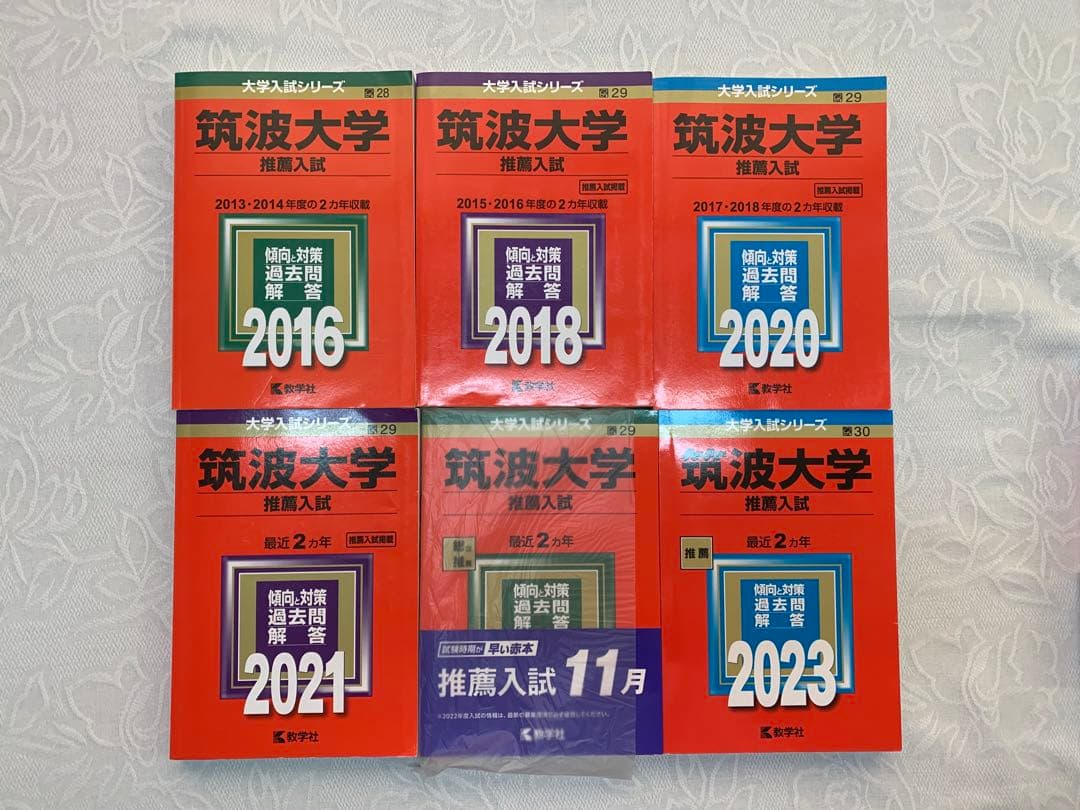 大学入試シリーズ
28
筑波大学
推薦入試
2013・2014年度の2カ年収載
傾向と対策
過去問
解答
2016
教学社
大学入試シリーズ
29
筑波大学
推薦入試
推薦入試掲載
2015・2016年度の2カ年収載
傾向と対策
過去問
解答
2018
教学社
大学入試シリーズ
29
筑波大学
推薦入試
推薦入試掲載
2017・2018年度の2カ年収載
傾向と対策
過去問
解答
2020
教学社
大学入試シリーズ
29
筑波大学
推薦入試
最近2カ年
推薦入試掲載
傾向と対策
過去問
解答
2021
教学社
大学入試シリーズ
29
筑波大学
推薦入試
最近2カ年
総合
推薦
傾向と対策
過去問
解答
試験時期が早い赤本
推薦入試11月
教学社
大学入試シリーズ
30
筑波大学
推薦入試
最近2カ年
推薦
傾向と対策
過去問
解答
2023
教学社